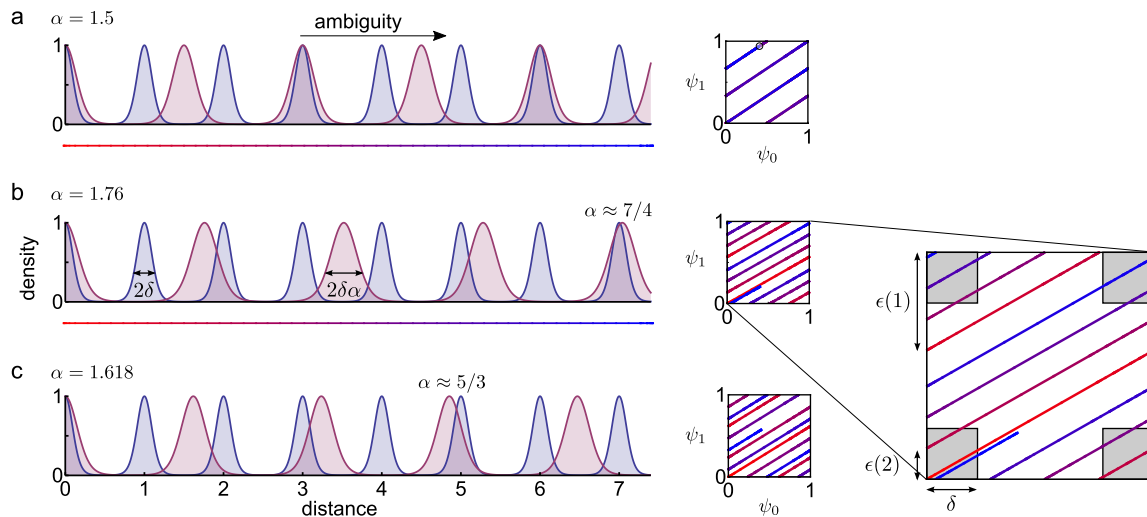 a
α = 1.5
ambiguity
1
0
1
ψ₁
0
0 1
ψ₀
b
α = 1.76
α ≈ 7/4
density
1
2δ
2δα
0
1
ψ₁
0
0 1
ϵ(1)
ϵ(2)
δ
c
α = 1.618
α ≈ 5/3
1
0
0 1 2 3 4 5 6 7
distance
1
ψ₁
0
0 1
ψ₀